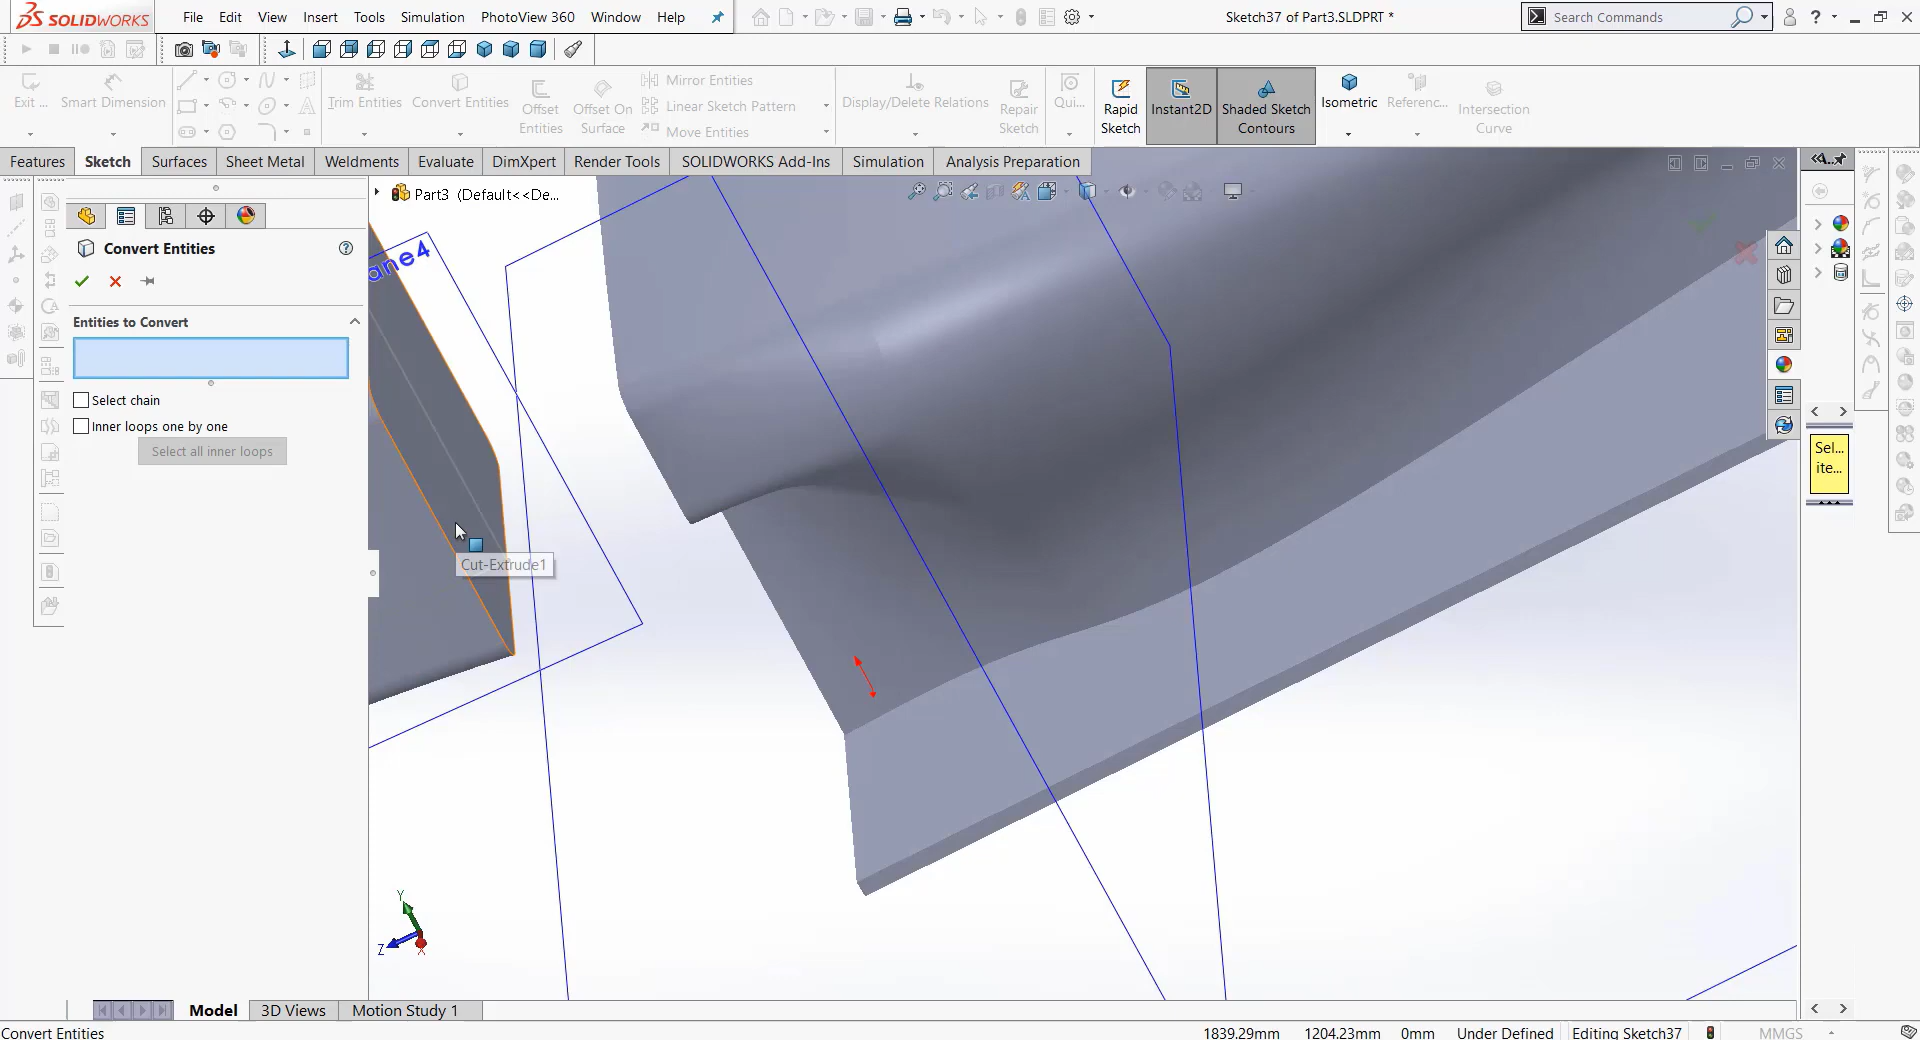 SOLIDWORKS
File Edit View Insert Tools Simulation PhotoView 360 Window Help
Sketch37 of Part3.SLDPRT *
Search Commands
?
Exit ...
Smart Dimension
Trim Entities
Convert Entities
Offset
Entities
Offset On
Surface
Mirror Entities
Linear Sketch Pattern
Move Entities
Display/Delete Relations
Repair
Sketch
Qui...
Rapid
Sketch
Instant2D
Shaded Sketch
Contours
Isometric
Referenc...
Intersection
Curve
Features Sketch Surfaces Sheet Metal Weldments Evaluate DimXpert Render Tools SOLIDWORKS Add-Ins Simulation Analysis Preparation
Part3 (Default<<De...
Convert Entities
?
Entities to Convert
Select chain
Inner loops one by one
Select all inner loops
ane4
Cut-Extrude1
Sel...
ite...
Y
Z
X
Model 3D Views Motion Study 1
Convert Entities
1839.29mm 1204.23mm 0mm Under Defined Editing Sketch37 MMGS